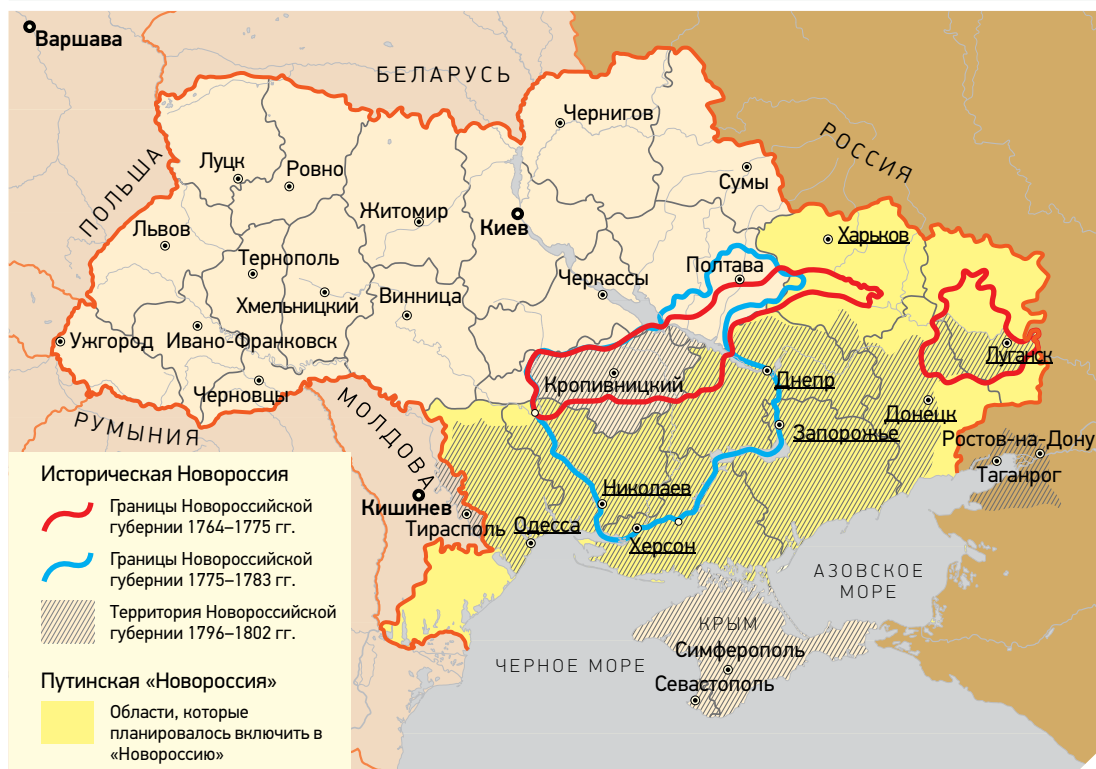 Варшава
БЕЛАРУСЬ
Чернигов
РОССИЯ
ПОЛЬША
Луцк
Ровно
Сумы
Житомир
Киев
Львов
Харьков
Тернополь
Полтава
Черкассы
Хмельницкий
Винница
Ужгород
Ивано-Франковск
Луганск
Кропивницкий
Днепр
Черновцы
МОЛДОВА
Донецк
РУМЫНИЯ
Запорожье
Ростов-на-Дону
Таганрог
Николаев
Кишинев
Тирасполь
Одесса
Херсон
АЗОВСКОЕ
МОРЕ
КРЫМ
Симферополь
ЧЕРНОЕ МОРЕ
Севастополь
Историческая Новороссия
Границы Новороссийской
губернии 1764–1775 гг.
Границы Новороссийской
губернии 1775–1783 гг.
Территория Новороссийской
губернии 1796–1802 гг.
Путинская «Новороссия»
Области, которые
планировалось включить в
«Новороссию»